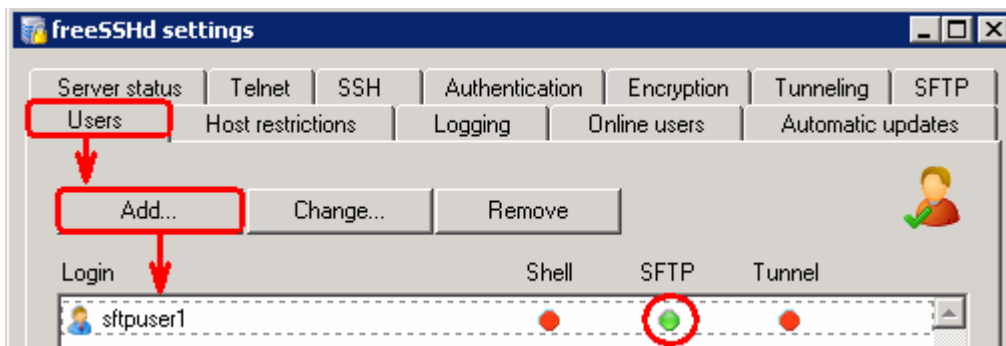 freeSSHd settings
Server status Telnet SSH Authentication Encryption Tunneling SFTP
Users Host restrictions Logging Online users Automatic updates
Add... Change... Remove
Login Shell SFTP Tunnel
sftpuser1